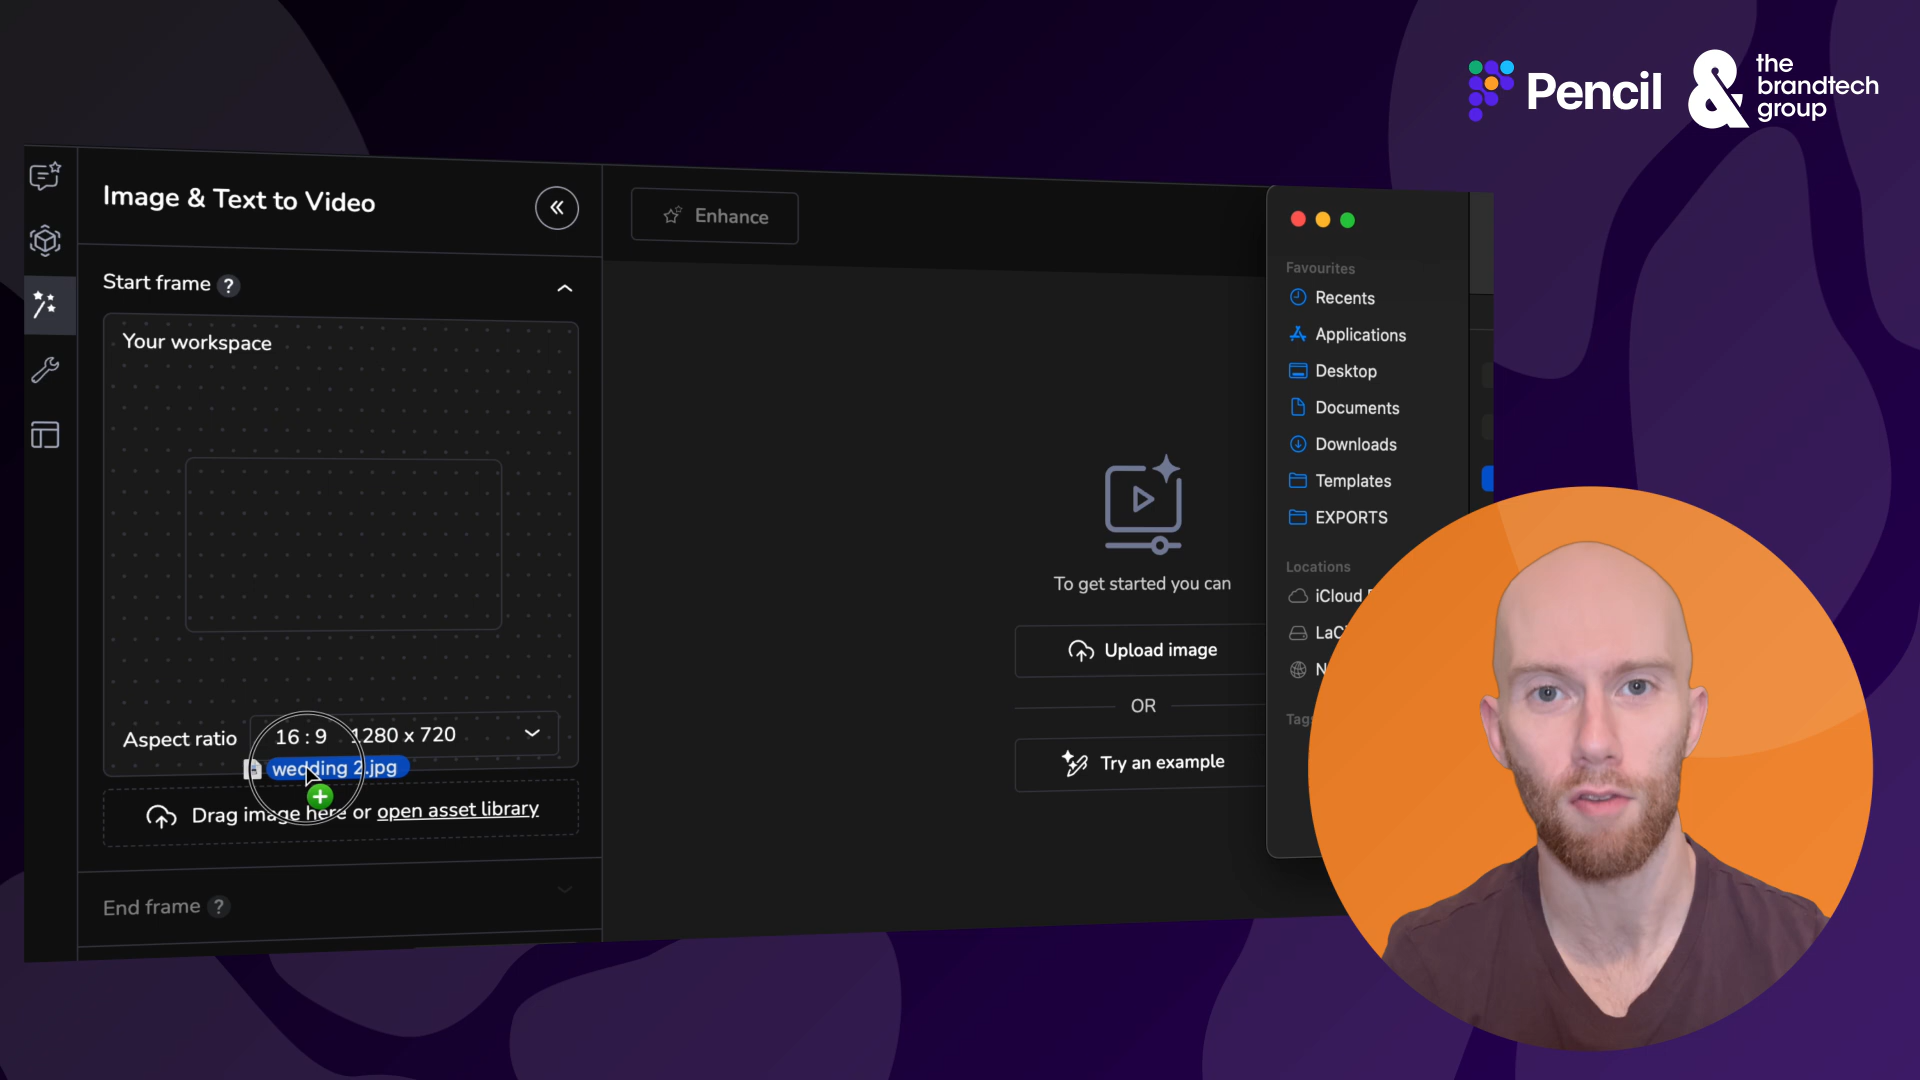 Pencil
the
brandtech
group
Image & Text to Video
Enhance
Start frame ?
Your workspace
Aspect ratio
16 : 9 1280 x 720
wedding 2.jpg
Drag image here or open asset library
End frame ?
To get started you can
Upload image
OR
Try an example
Favourites
Recents
Applications
Desktop
Documents
Downloads
Templates
EXPORTS
Locations
iCloud